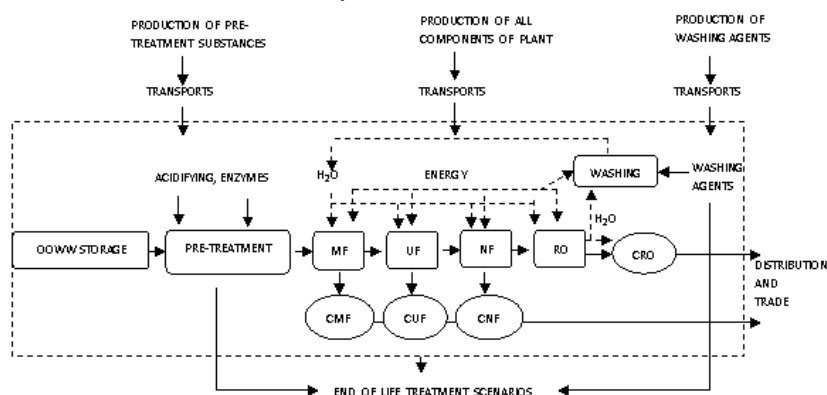 PRODUCTION OF PRE-
TREATMENT SUBSTANCES
PRODUCTION OF ALL
COMPONENTS OF PLANT
PRODUCTION OF
WASHING AGENTS
TRANSPORTS
TRANSPORTS
TRANSPORTS
ACIDIFYING, ENZYMES
H2O
ENERGY
WASHING
WASHING
AGENTS
H2O
OOWW STORAGE
PRE-TREATMENT
MF
UF
NF
RO
CRO
DISTRIBUTION
AND
TRADE
CMF
CUF
CNF
END OF LIFE TREATMENT SCENARIOS